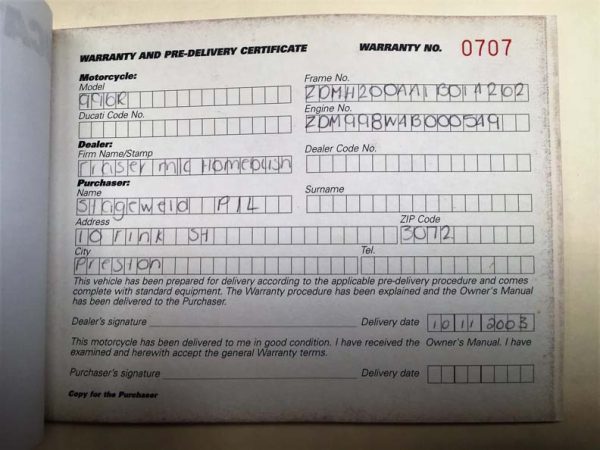 WARRANTY AND PRE-DELIVERY CERTIFICATE WARRANTY NO. 0707
Motorcycle:
Model
996R
Frame No.
ZDMH200AA1B014202
Ducati Code No.
Engine No.
ZDM998W4B000549
Dealer:
Firm Name/Stamp
Fraser m/c Homebush
Dealer Code No.
Purchaser:
Name
Stageweld P/L
Surname
Address
10 rink St
ZIP Code
3072
City
Preston
Tel.
This vehicle has been prepared for delivery according to the applicable pre-delivery procedure and comes
complete with standard equipment. The Warranty procedure has been explained and the Owner's Manual
has been delivered to the Purchaser.
Dealer's signature Delivery date 10 11 2003
This motorcycle has been delivered to me in good condition. I have received the Owner's Manual. I have
examined and herewith accept the general Warranty terms.
Purchaser's signature Delivery date
Copy for the Purchaser